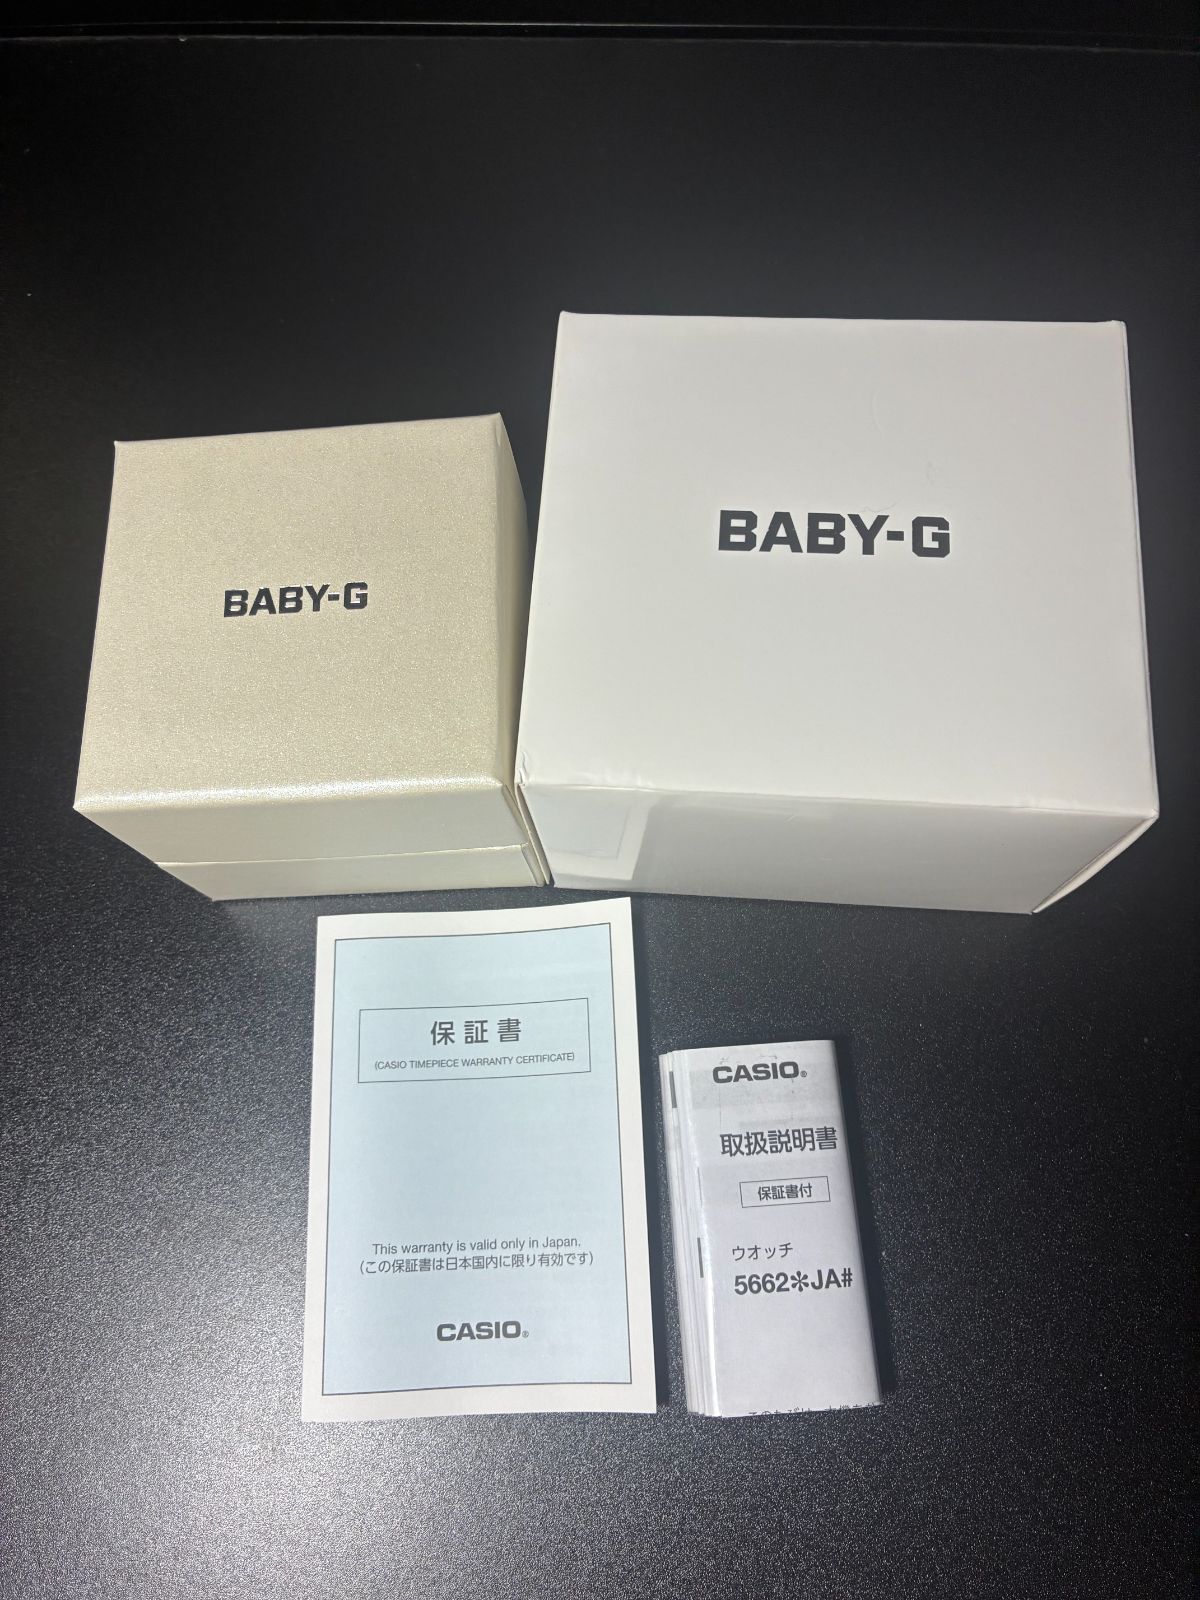 BABY-G
BABY-G
保証書
(CASIO TIMEPIECE WARRANTY CERTIFICATE)
This warranty is valid only in Japan.
(この保証書は日本国内に限り有効です)
CASIO®
CASIO®
取扱説明書
保証書付
ウオッチ
5662✻JA#